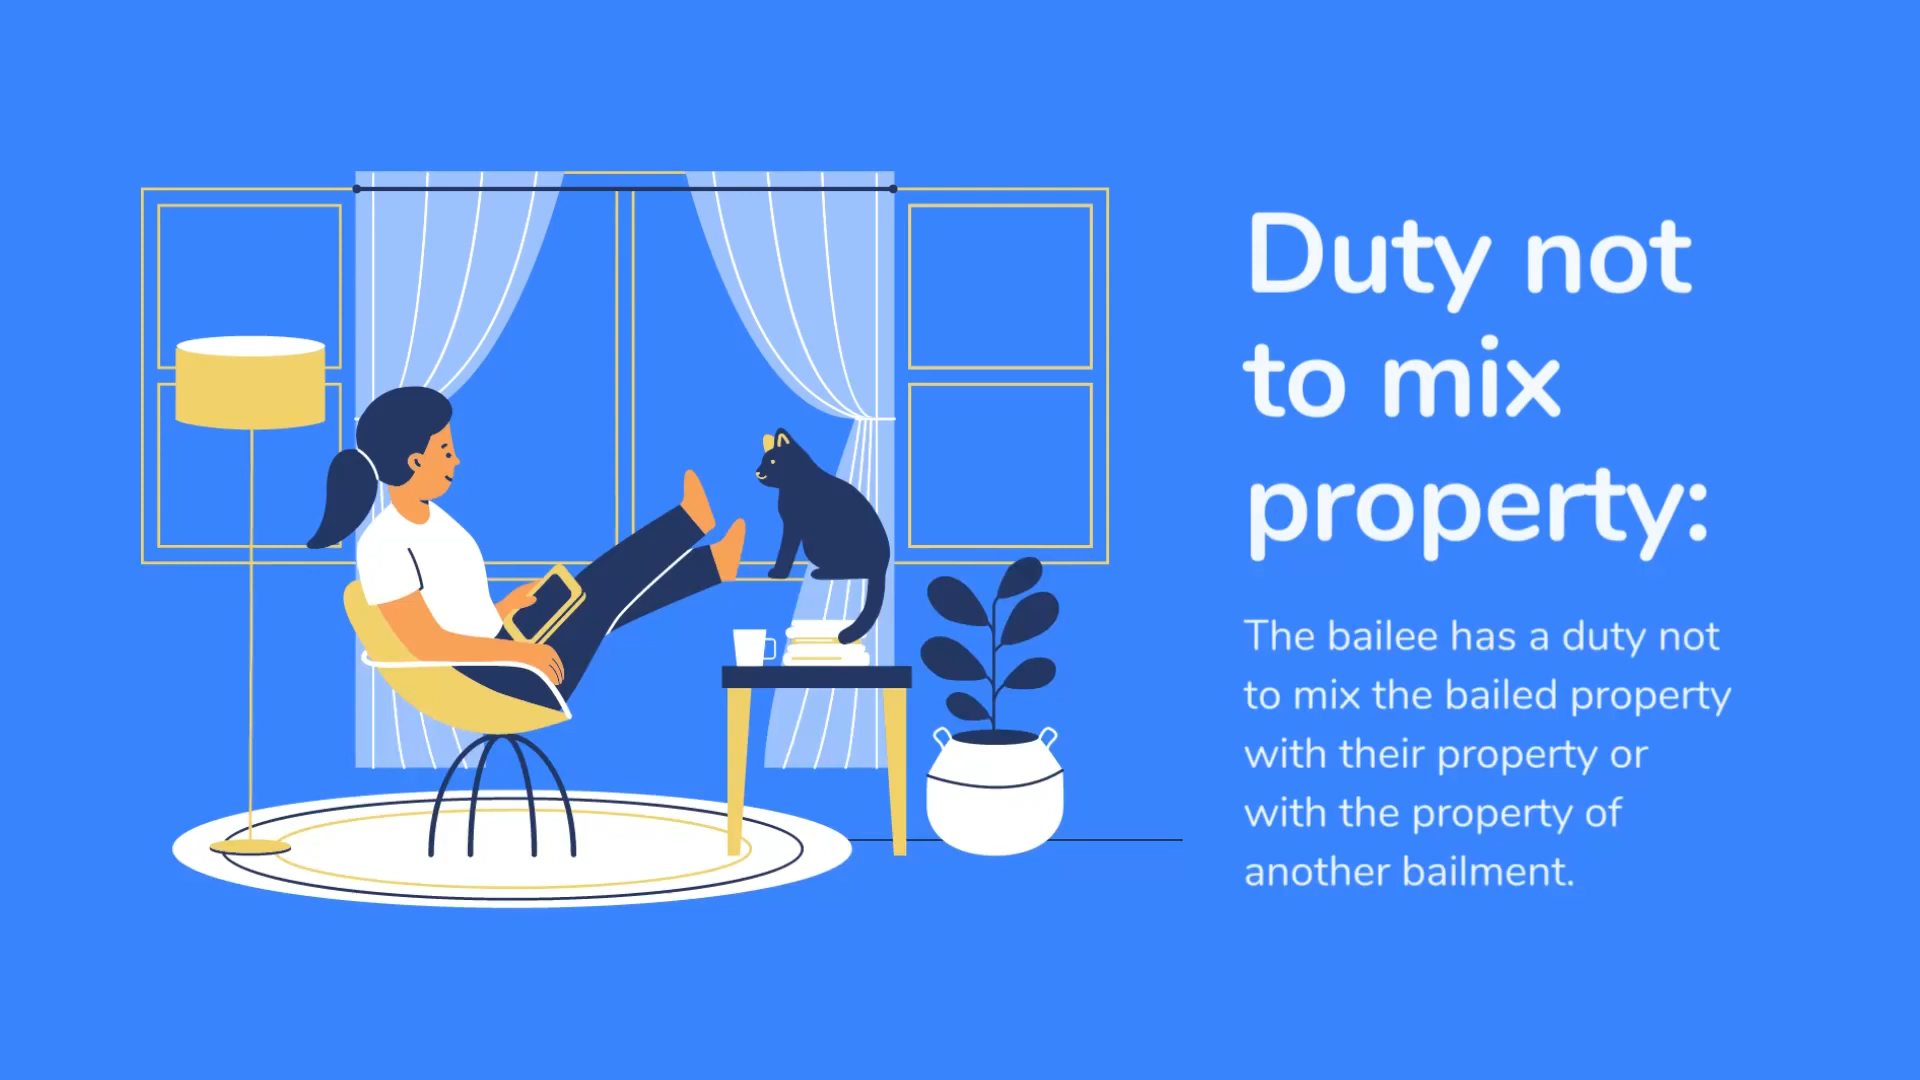 Duty not
to mix
property:
The bailee has a duty not
to mix the bailed property
with their property or
with the property of
another bailment.